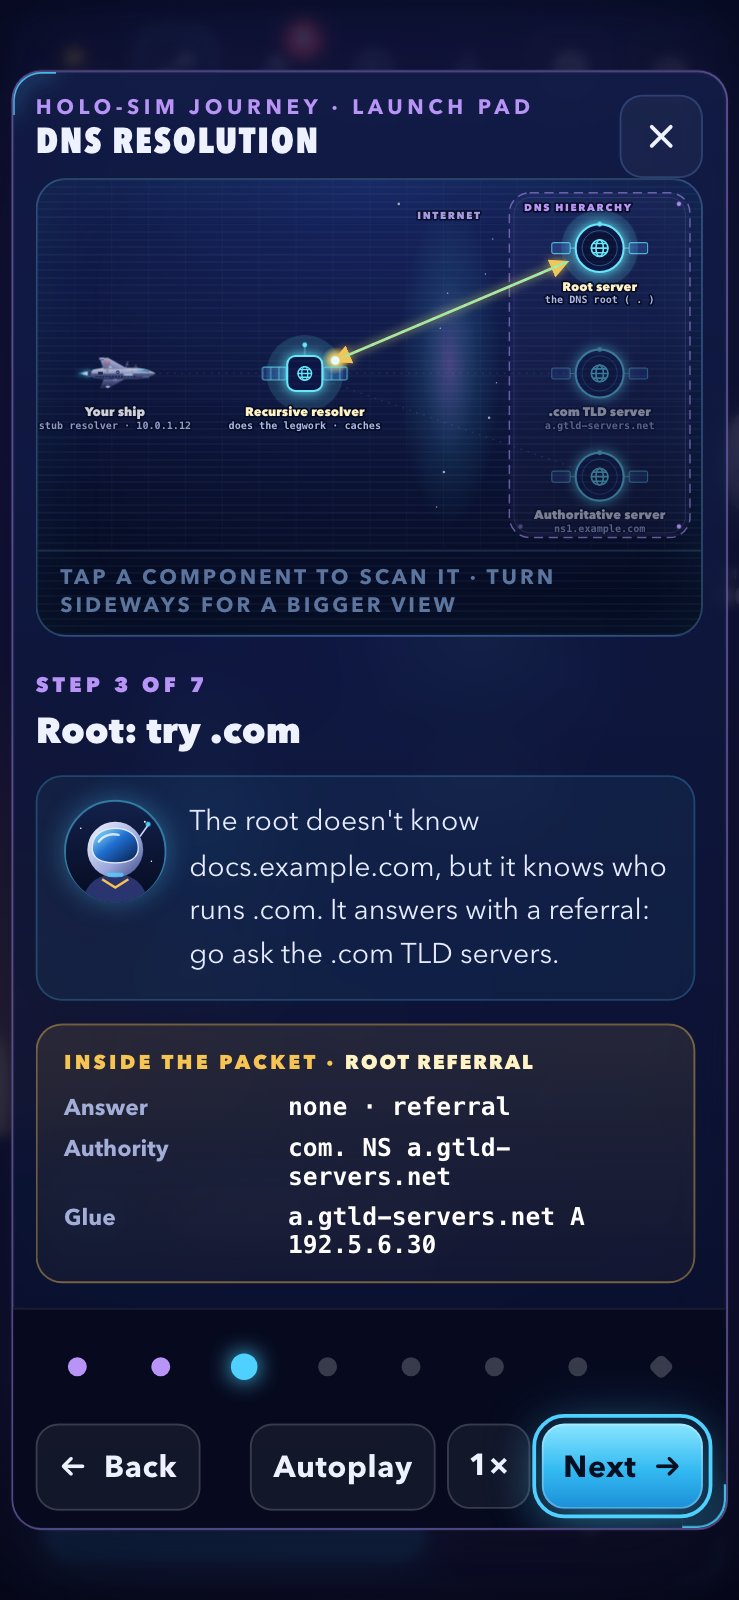 HOLO-SIM JOURNEY · LAUNCH PAD
DNS RESOLUTION
INTERNET
DNS HIERARCHY
Root server
the DNS root ( . )
Your ship
stub resolver · 10.0.1.12
Recursive resolver
does the legwork · caches
.com TLD server
a.gtld-servers.net
Authoritative server
ns1.example.com
TAP A COMPONENT TO SCAN IT · TURN
SIDEWAYS FOR A BIGGER VIEW
STEP 3 OF 7
Root: try .com
The root doesn't know
docs.example.com, but it knows who
runs .com. It answers with a referral:
go ask the .com TLD servers.
INSIDE THE PACKET · ROOT REFERRAL
Answer none · referral
Authority com. NS a.gtld-
servers.net
Glue a.gtld-servers.net A
192.5.6.30
← Back Autoplay 1× Next →